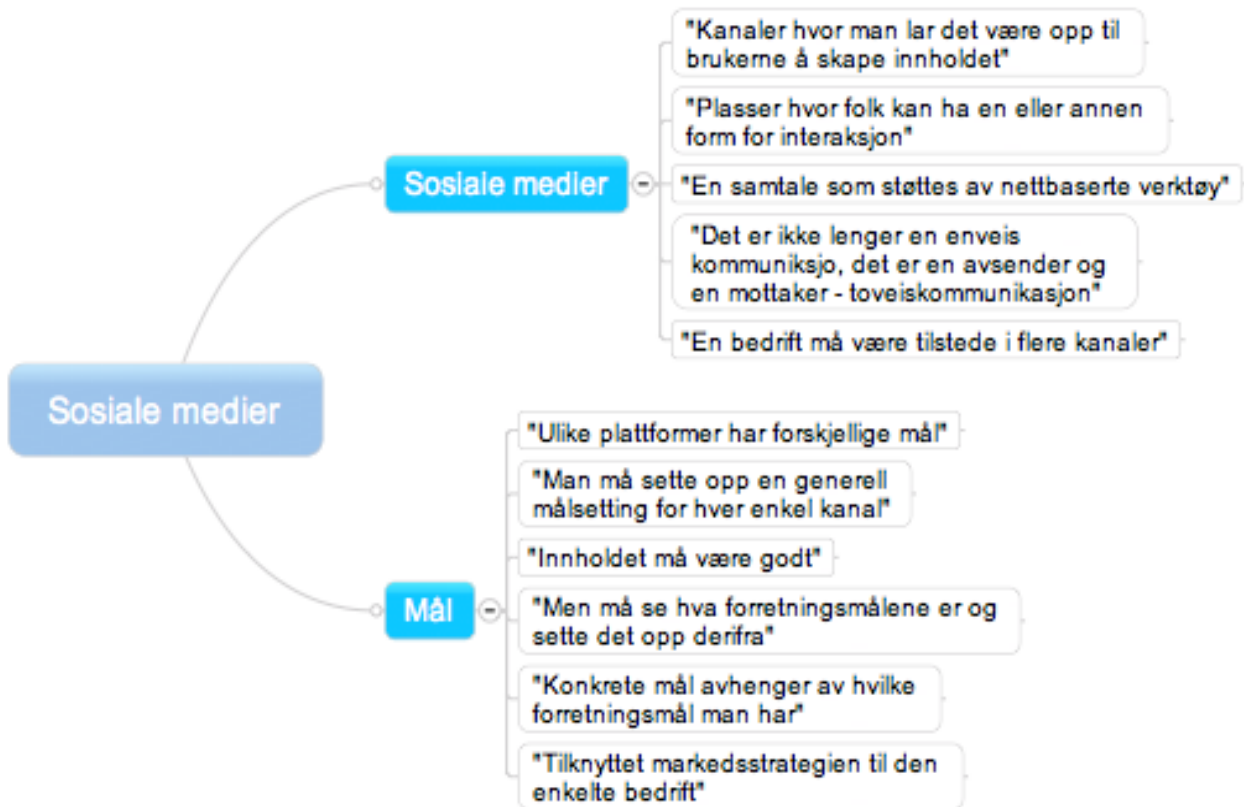 "Kanaler hvor man lar det være opp til
brukerne å skape innholdet"
"Plasser hvor folk kan ha en eller annen
form for interaksjon"
Sosiale medier
"En samtale som støttes av nettbaserte verktøy"
"Det er ikke lenger en enveis
kommuniksjo, det er en avsender og
en mottaker - toveiskommunikasjon"
"En bedrift må være tilstede i flere kanaler"
Sosiale medier
"Ulike plattformer har forskjellige mål"
"Man må sette opp en generell
målsetting for hver enkel kanal"
"Innholdet må være godt"
Mål
"Men må se hva forretningsmålene er og
sette det opp derifra"
"Konkrete mål avhenger av hvilke
forretningsmål man har"
"Tilknyttet markedsstrategien til den
enkelte bedrift"